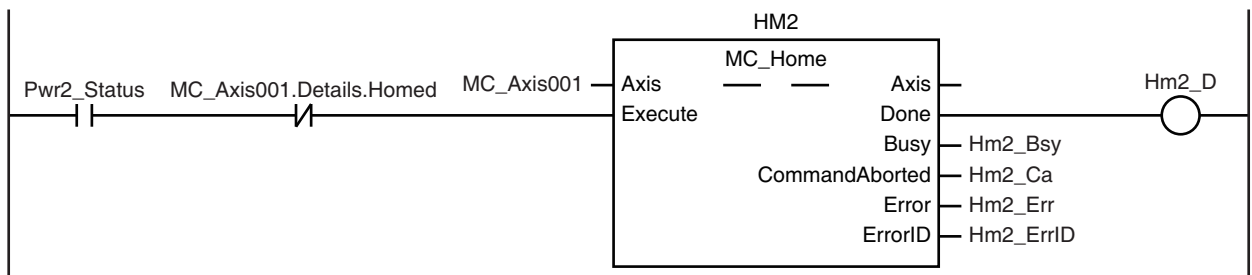 HM2
MC_Home
Pwr2_Status MC_Axis001.Details.Homed MC_Axis001 Axis Axis Hm2_D
Execute Done
Busy Hm2_Bsy
CommandAborted Hm2_Ca
Error Hm2_Err
ErrorID Hm2_ErrID